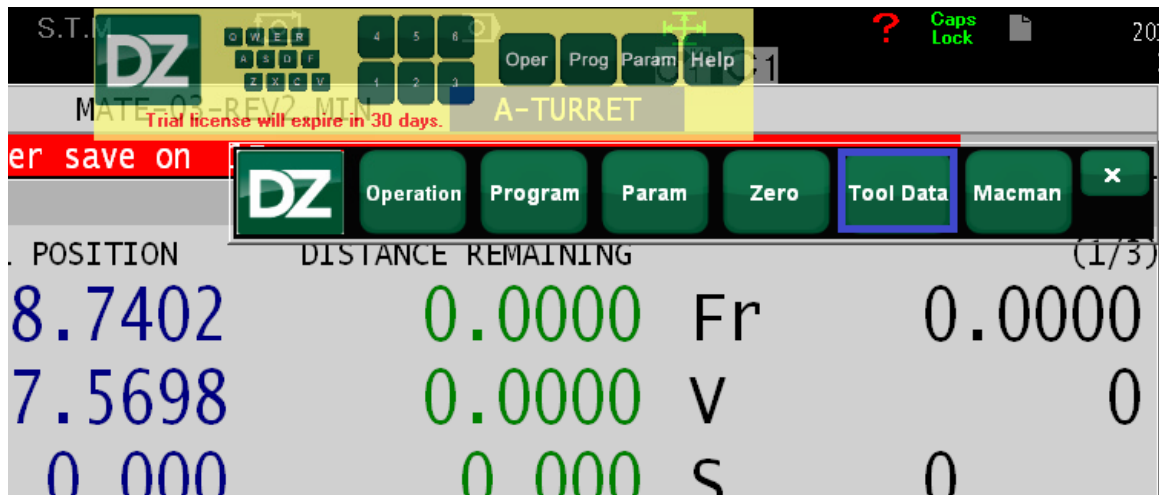 S.T.M
DZ
Q W E R
A S D F
Z X C V
4 5 6
1 2 3
Oper Prog Param Help
?
Caps
Lock
20
C1
1
MATE-03-REV2.MIN
A-TURRET
Trial license will expire in 30 days.
er save on
DZ Operation Program Param Zero Tool Data Macman x
POSITION DISTANCE REMAINING (1/3)
8.7402 0.0000 Fr 0.0000
7.5698 0.0000 V 0
0.000 0.000 S 0